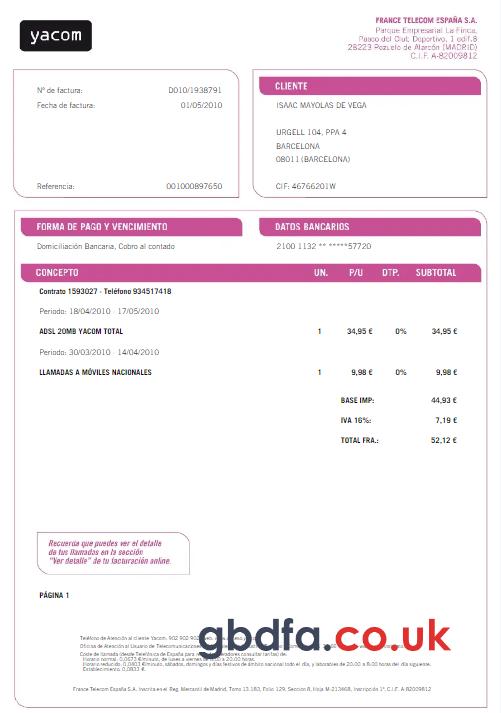 yacom
FRANCE TELECOM ESPAÑA S.A.
Parque Empresarial La Finca,
Paseo del Club Deportivo, 1 edif.8
28223 Pozuelo de Alarcón (MADRID)
C.I.F. A-82009812
Nº de factura: D010/1938791
Fecha de factura: 01/05/2010
Referencia: 001000897650
CLIENTE
ISAAC MAYOLAS DE VEGA
URGELL 104, PPA 4
BARCELONA
08011 (BARCELONA)
CIF: 46766201W
FORMA DE PAGO Y VENCIMIENTO
Domiciliación Bancaria, Cobro al contado
DATOS BANCARIOS
2100 1132 ** *****57720
CONCEPTO UN. P/U DTP. SUBTOTAL
Contrato 1593027 - Teléfono 934517418
Periodo: 18/04/2010 - 17/05/2010
ADSL 20MB YACOM TOTAL 1 34,95 € 0% 34,95 €
Periodo: 30/03/2010 - 14/04/2010
LLAMADAS A MÓVILES NACIONALES 1 9,98 € 0% 9,98 €
BASE IMP: 44,93 €
IVA 16%: 7,19 €
TOTAL FRA.: 52,12 €
Recuerda que puedes ver el detalle
de tus llamadas en la sección
"Ver detalle" de tu facturación online.
PÁGINA 1
gbdfa.co.uk
Teléfono de Atención al cliente Yacom: 902 902
Oficina de Atención al Usuario de Telecomunicaciones
Coste de llamada (desde Telefónica de España para operadores consultar tarifas) de:
Horario normal: 0,0673 €/minuto, de lunes a viernes de 8:00 a 20:00 horas.
Horario reducido: 0,0403 €/minuto, sábados, domingos y días festivos de ámbito nacional todo el día, y laborables de 20:00 a 8:00 horas del día siguiente.
Establecimiento: 0,0833 €.
France Telecom España S.A. Inscrita en el Reg. Mercantil de Madrid, Tomo 13.183, Folio 129, Sección 8, Hoja M-213468, Inscripción 1ª, C.I.F. A 82009812